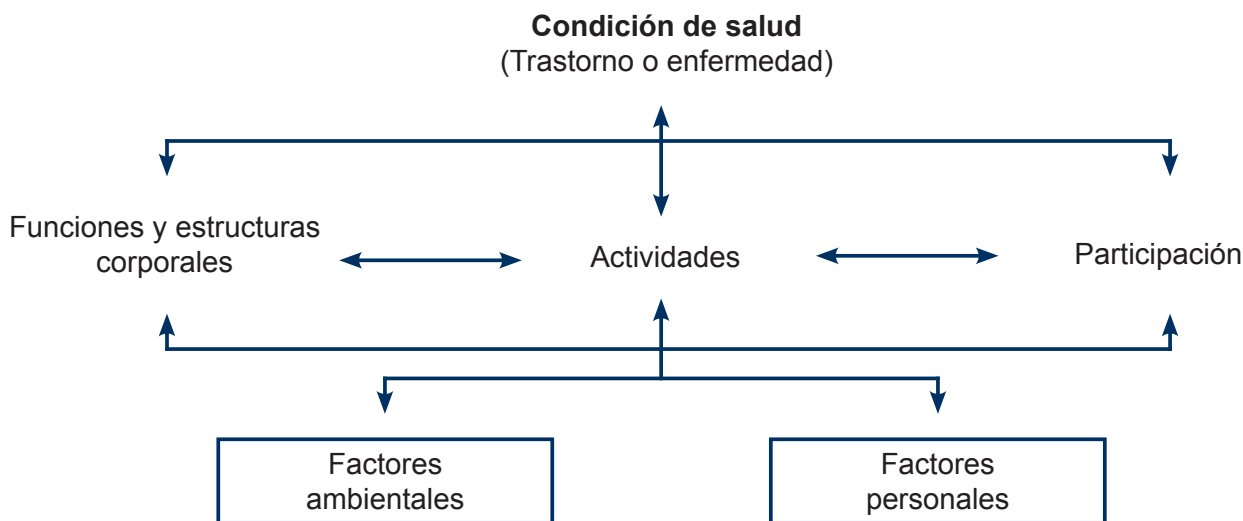 Condición de salud
(Trastorno o enfermedad)
Funciones y estructuras
corporales
Actividades
Participación
Factores
ambientales
Factores
personales